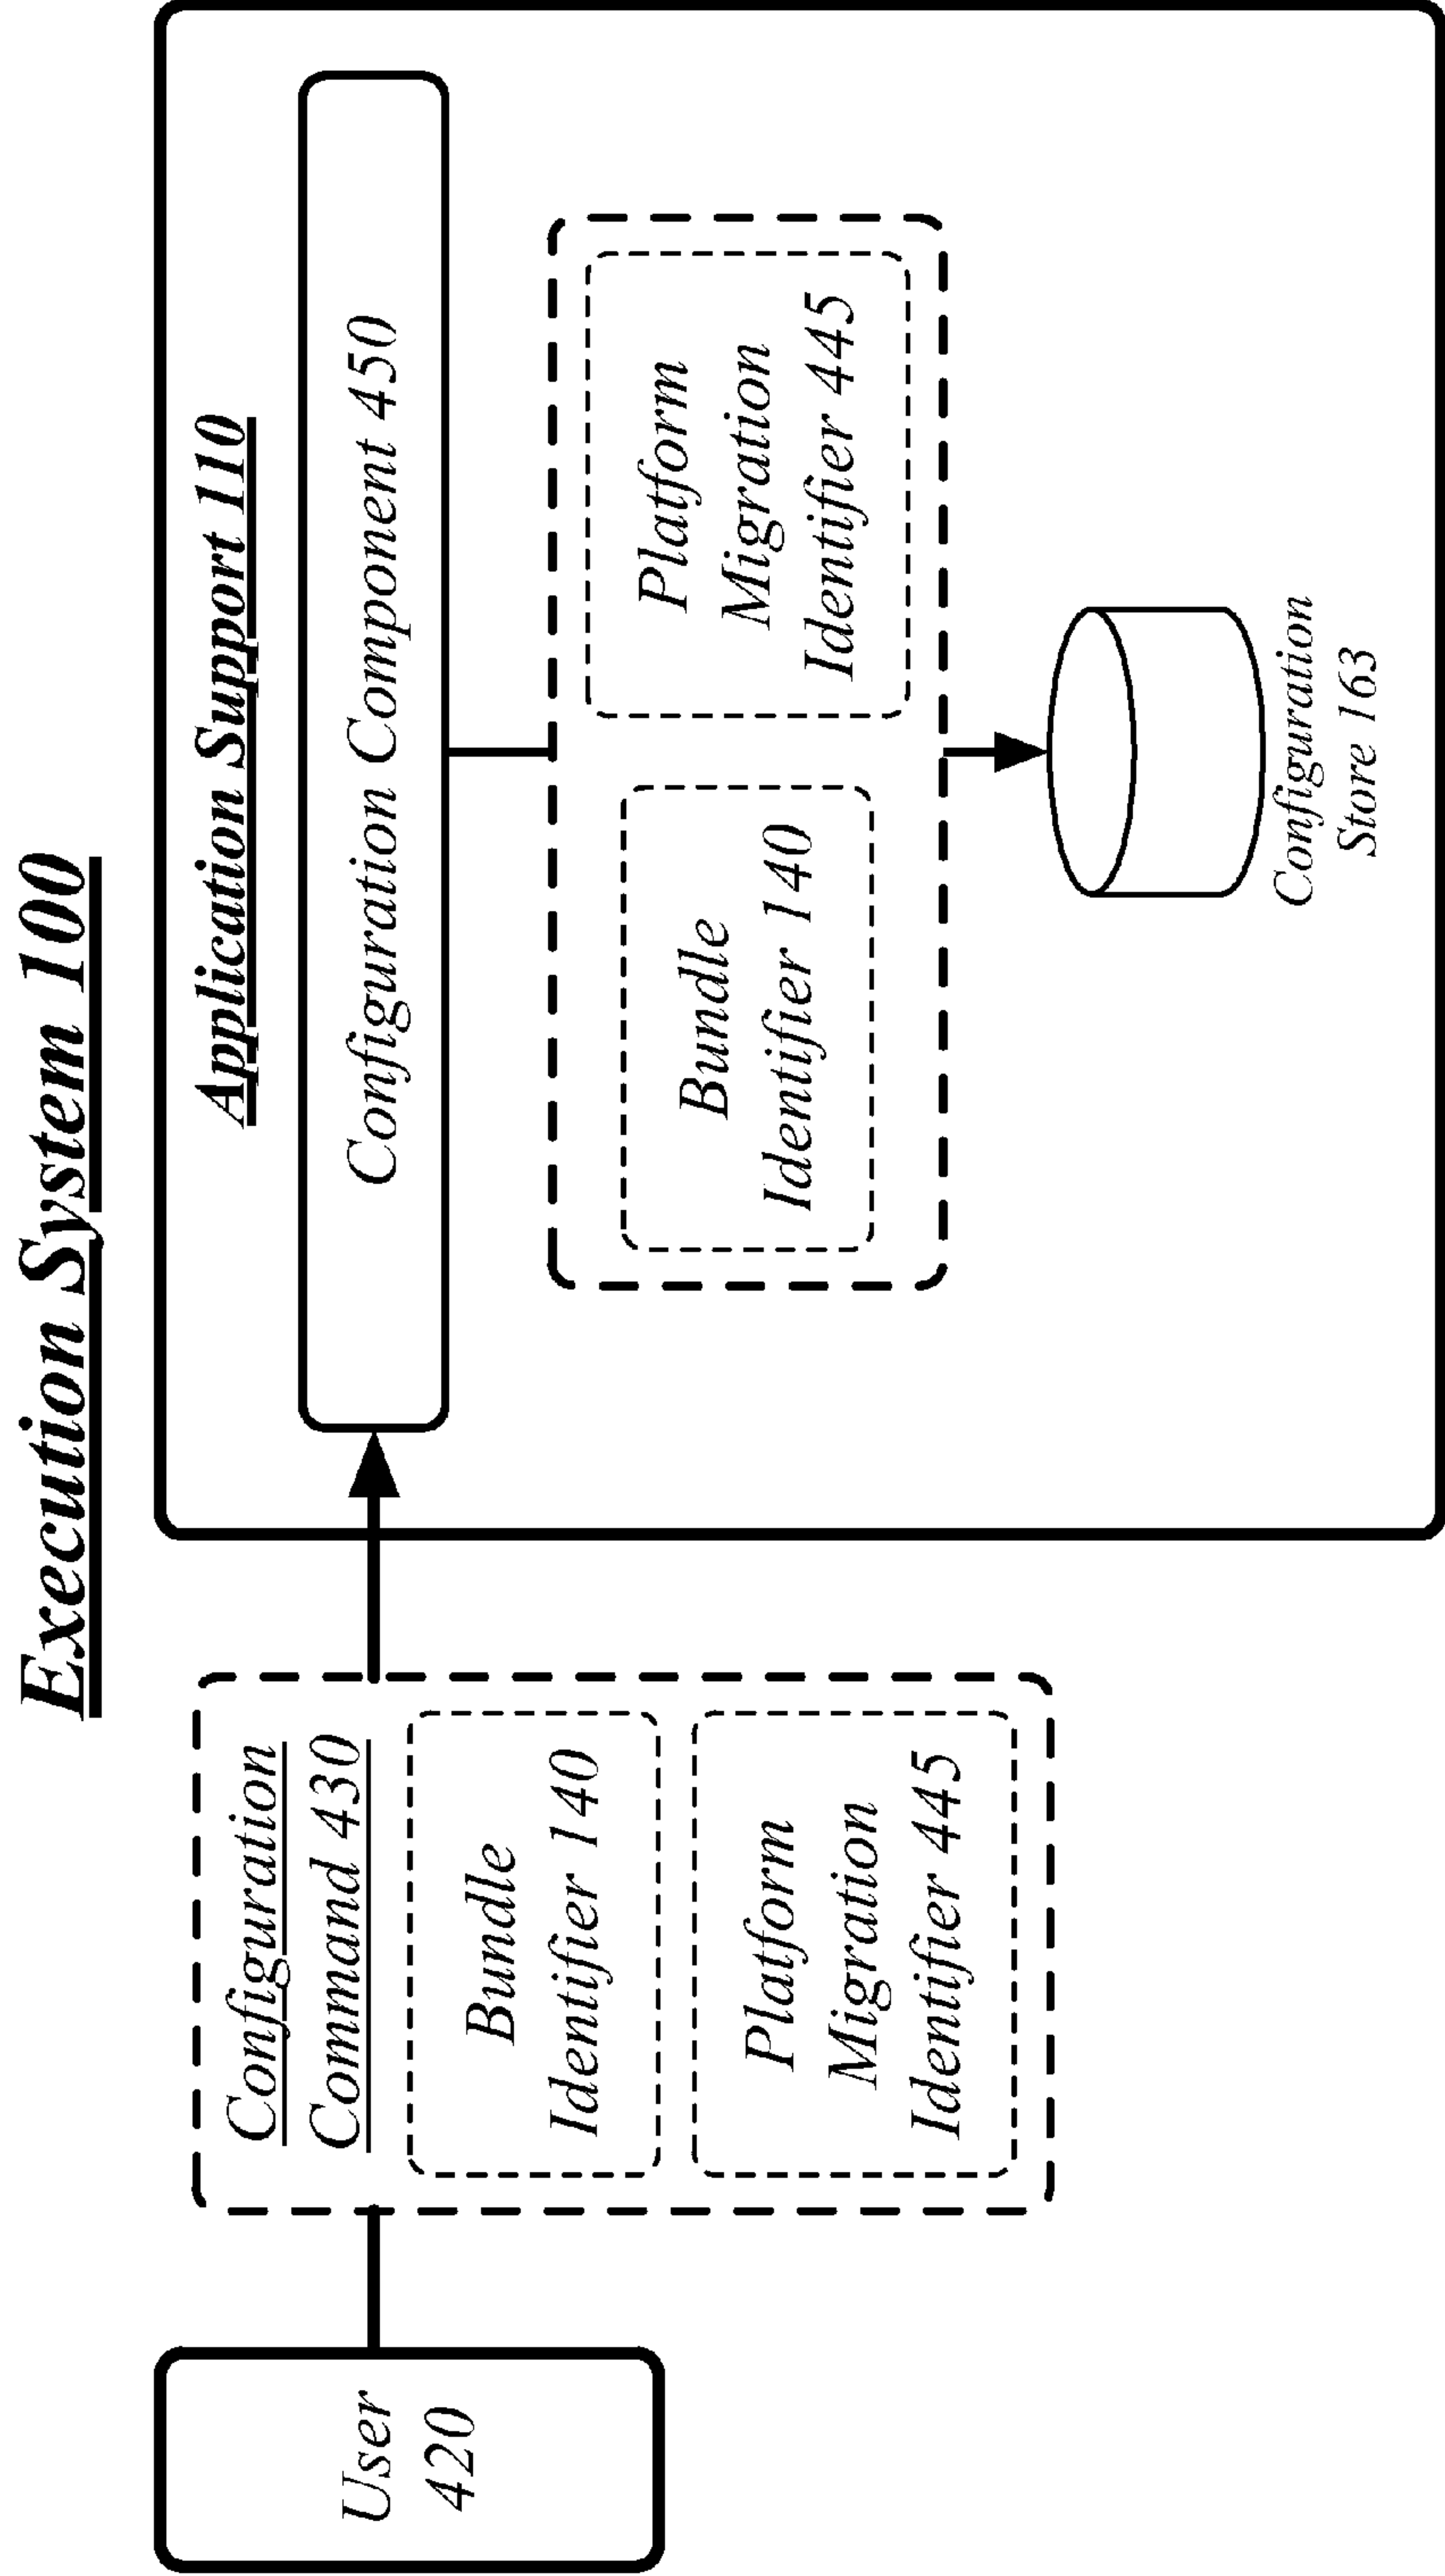 Execution System 100
User
420
Configuration
Command 430
Bundle
Identifier 140
Platform
Migration
Identifier 445
Application Support 110
Configuration Component 450
Bundle
Identifier 140
Platform
Migration
Identifier 445
Configuration
Store 163